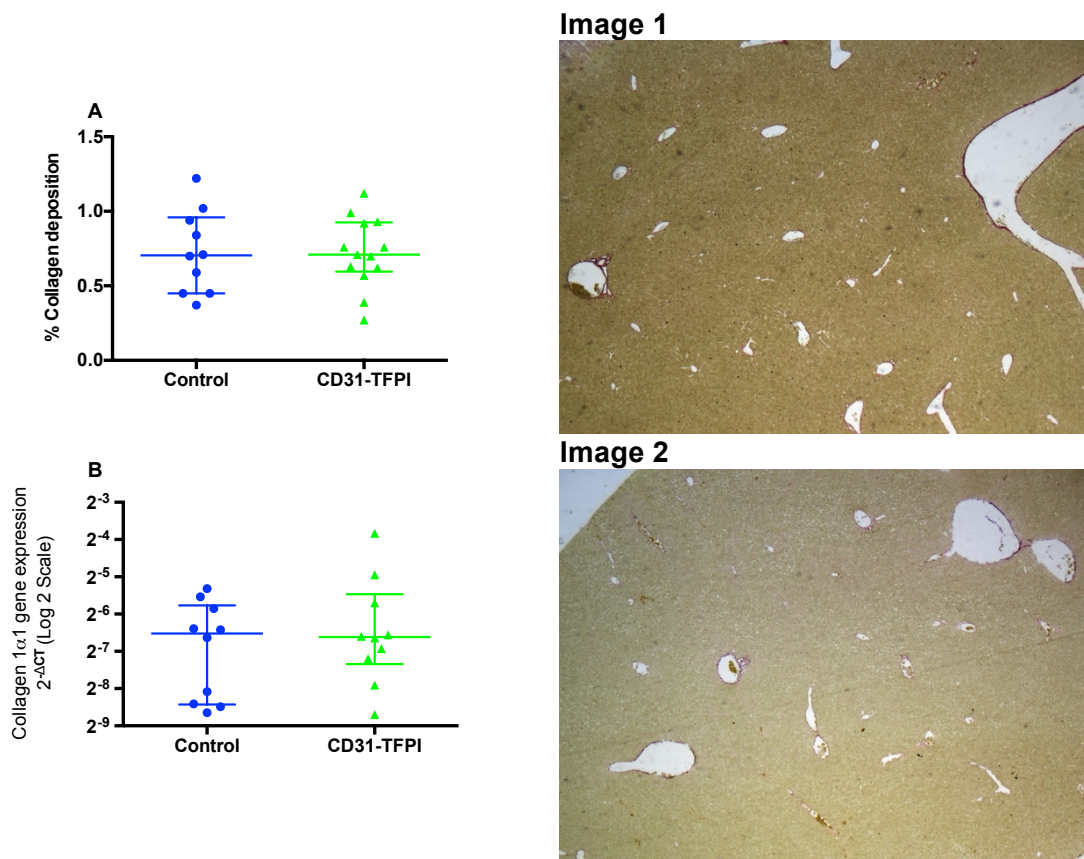 Image 1
A
% Collagen deposition
1.5
1.0
0.5
0.0
Control CD31-TFPI
Image 2
B
Collagen 1α1 gene expression
2-ΔCT (Log 2 Scale)
2-3
2-4
2-5
2-6
2-7
2-8
2-9
Control CD31-TFPI